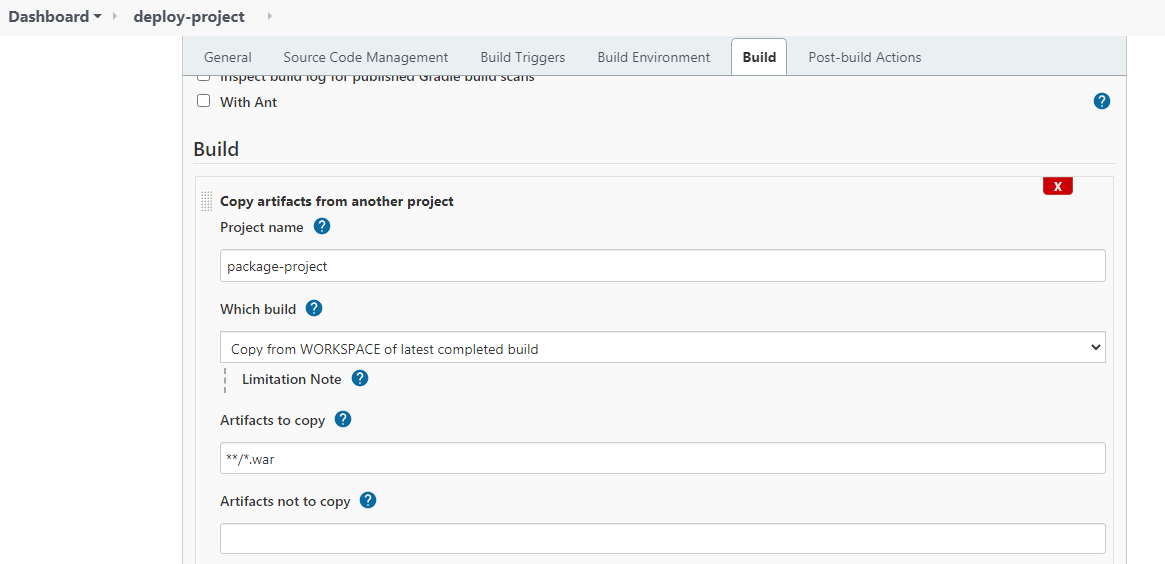 Dashboard deploy-project
General Source Code Management Build Triggers Build Environment Build Post-build Actions
Inspect build log for published Gradle build scans
With Ant
?
Build
X
Copy artifacts from another project
Project name ?
package-project
Which build ?
Copy from WORKSPACE of latest completed build
Limitation Note ?
Artifacts to copy ?
**/*.war
Artifacts not to copy ?